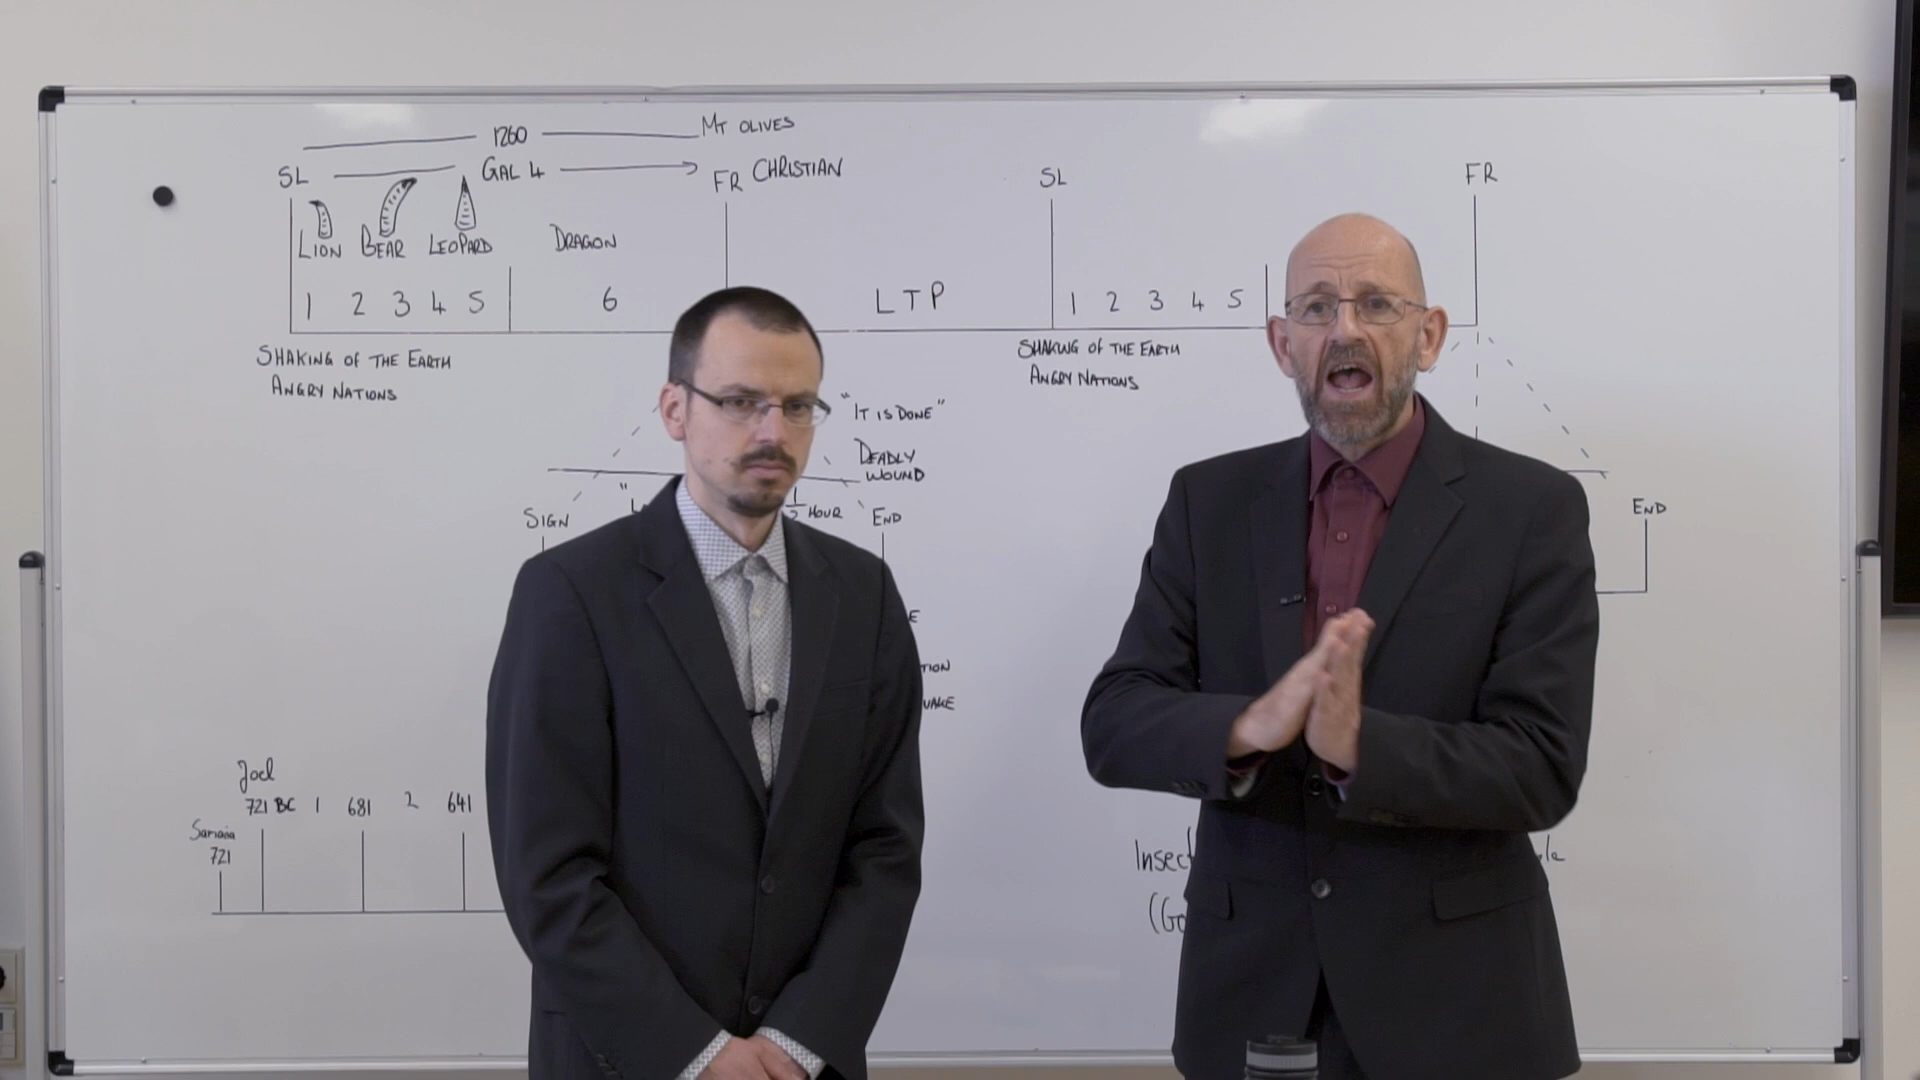 1260
MT OLIVES
SL
GAL 4
FR CHRISTIAN
LION BEAR LEOPARD
DRAGON
1 2 3 4 5
6
LTP
SHAKING OF THE EARTH
ANGRY NATIONS
SL
FR
1 2 3 4 5
SHAKING OF THE EARTH
ANGRY NATIONS
"IT IS DONE"
DEADLY
WOUND
SIGN
1/2 HOUR
END
END
Joel
721 BC 1 681 2 641
Samaria
721